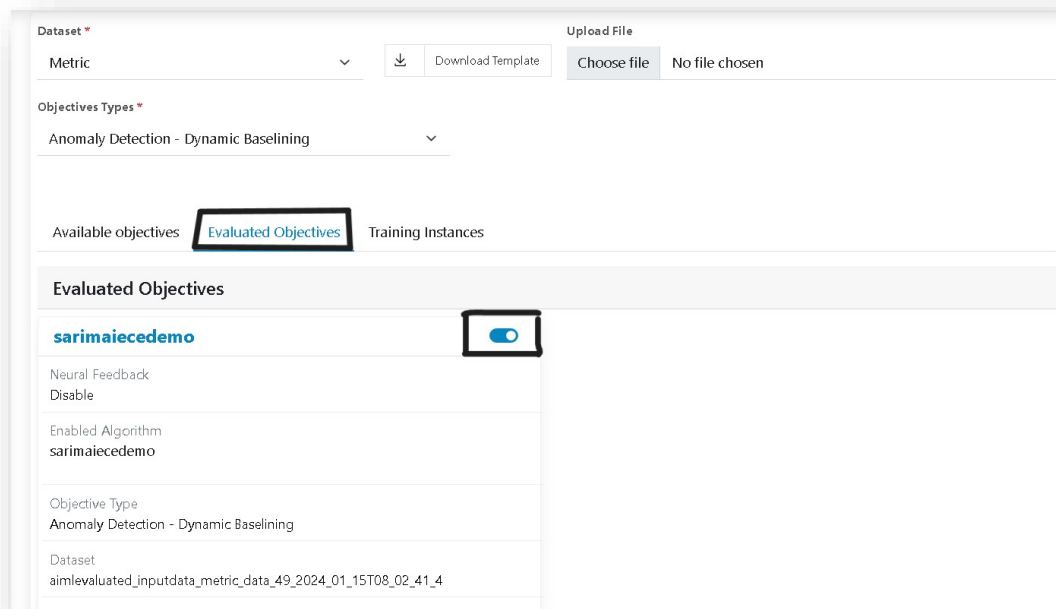 Dataset *
Upload File
Metric
Download Template
Choose file No file chosen
Objectives Types *
Anomaly Detection - Dynamic Baselining
Available objectives Evaluated Objectives Training Instances
Evaluated Objectives
sarimaiecedemo
Neural Feedback
Disable
Enabled Algorithm
sarimaiecedemo
Objective Type
Anomaly Detection - Dynamic Baselining
Dataset
aimlevaluated_inputdata_metric_data_49_2024_01_15T08_02_41_4